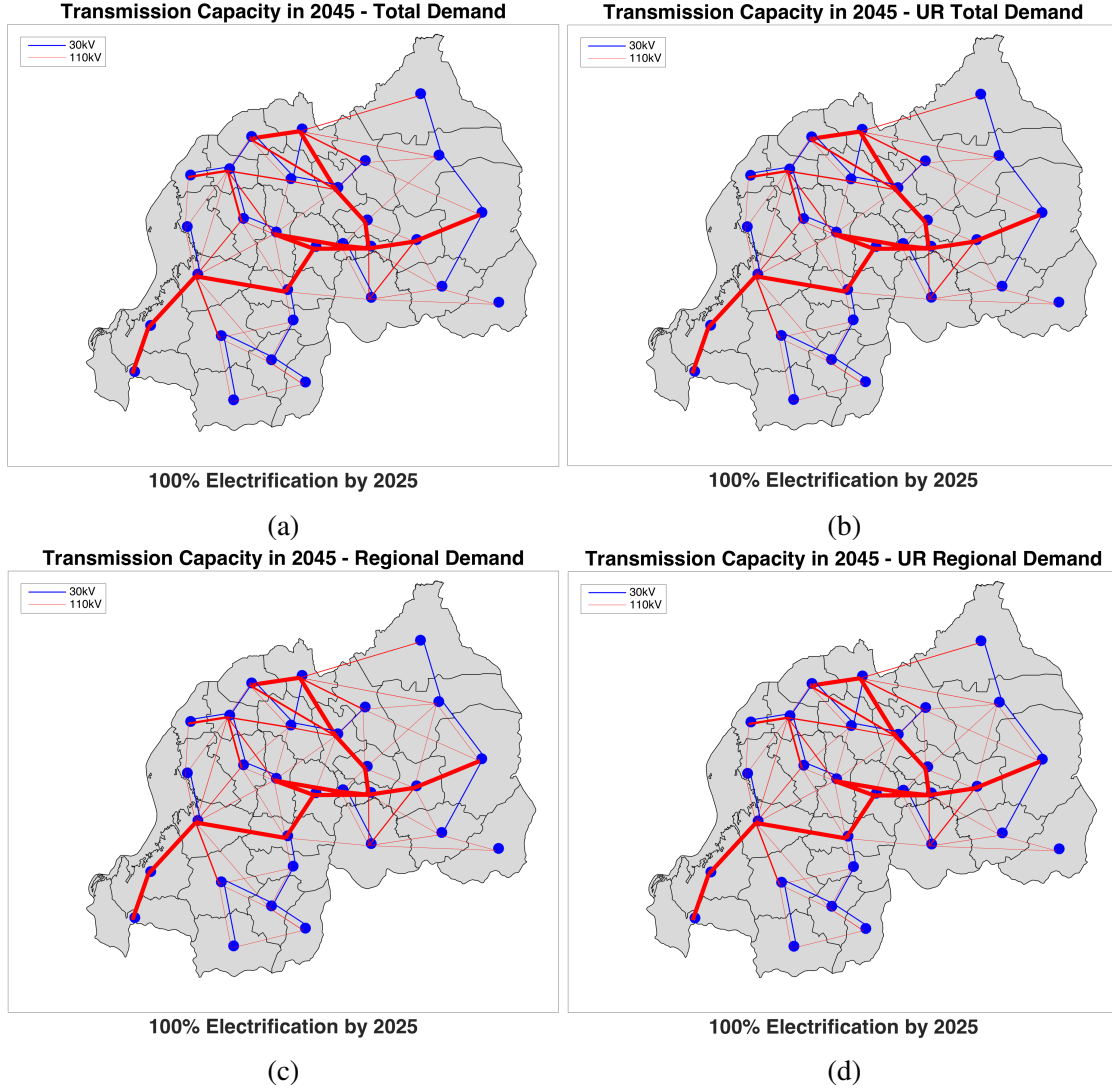 Transmission Capacity in 2045 - Total Demand
30kV
110kV
100% Electrification by 2025
(a)
Transmission Capacity in 2045 - UR Total Demand
30kV
110kV
100% Electrification by 2025
(b)
Transmission Capacity in 2045 - Regional Demand
30kV
110kV
100% Electrification by 2025
(c)
Transmission Capacity in 2045 - UR Regional Demand
30kV
110kV
100% Electrification by 2025
(d)